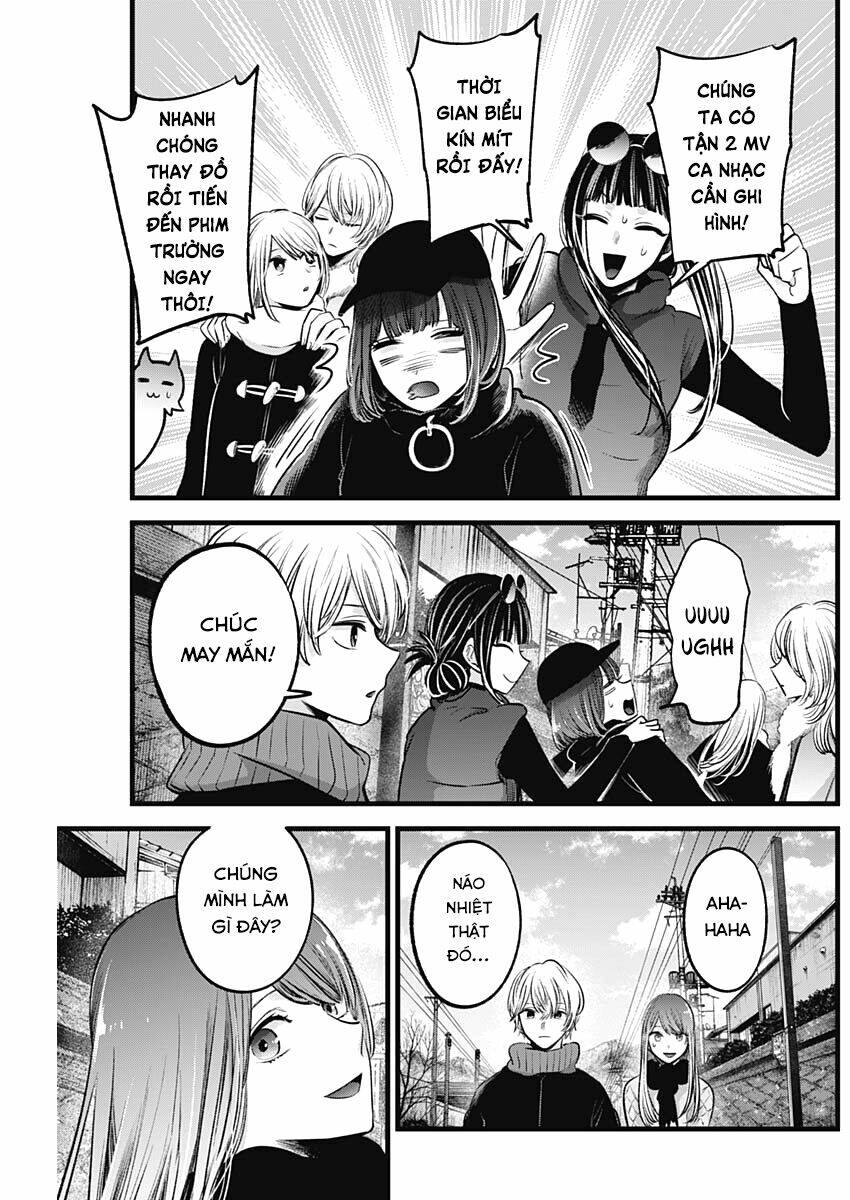 CHÚNG
TA CÓ
TẬN 2 MV
CA NHẠC
CẦN GHI
HÌNH!
THỜI
GIAN BIỂU
KÍN MÍT
RỒI ĐẤY!
NHANH
CHÓNG
THAY ĐỒ
RỒI TIẾN
ĐẾN PHIM
TRƯỜNG
NGAY
THÔI!
UUUU
UGHH
CHÚC
MAY MẮN!
AHA-
HAHA
NÁO
NHIỆT
THẬT
ĐÓ...
CHÚNG
MÌNH LÀM
GÌ ĐÂY?